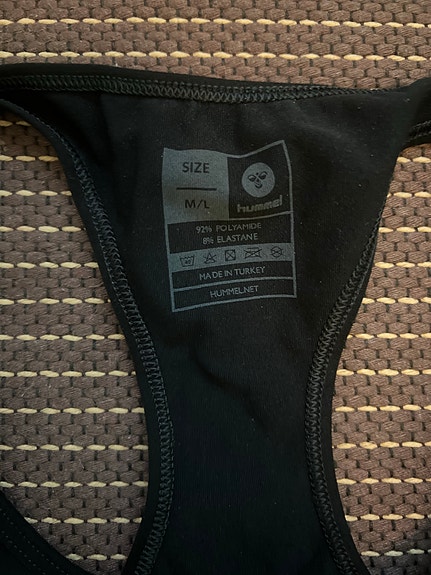 SIZE
M/L
hummel
92% POLYAMIDE
8% ELASTANE
MADE IN TURKEY
HUMMEL.NET